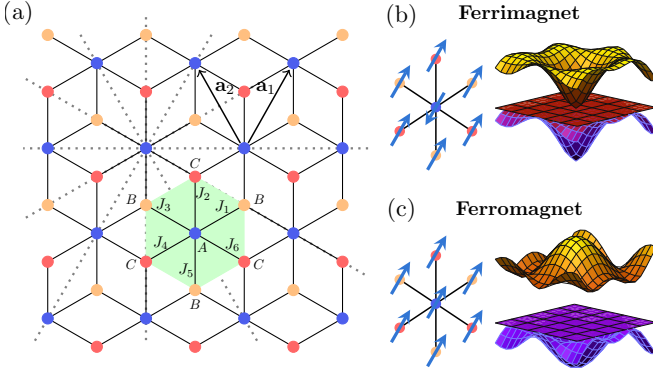 (a)
a₂
a₁
C
J₂
B
J₃
J₁
B
J₄
A
J₆
C
J₅
C
B
(b)
Ferrimagnet
(c)
Ferromagnet